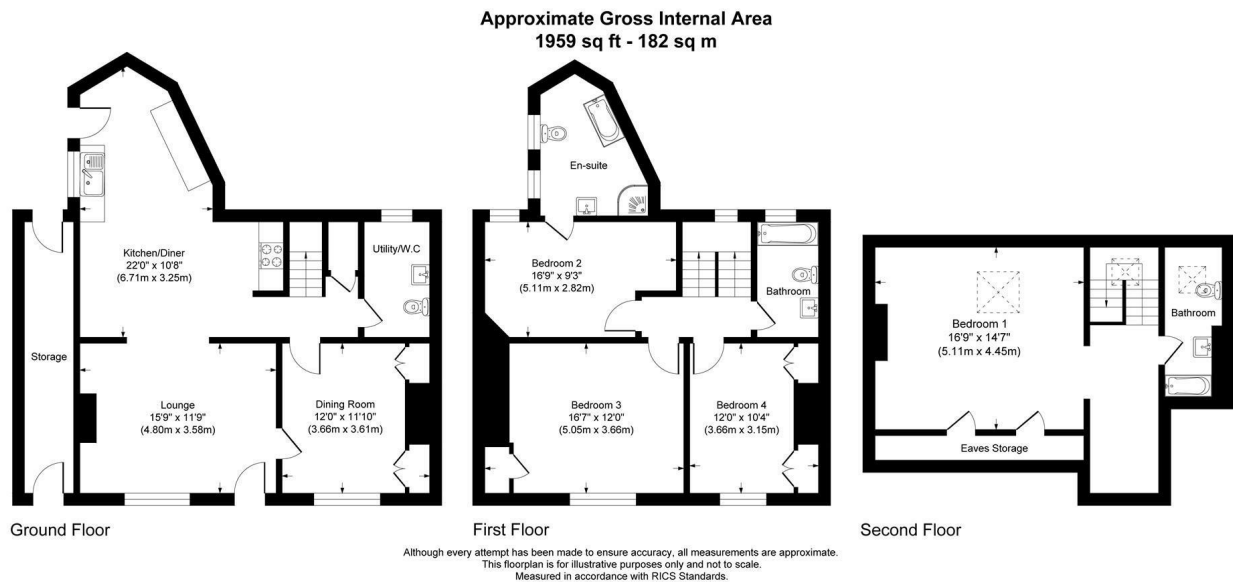 Approximate Gross Internal Area
1959 sq ft - 182 sq m
Kitchen/Diner
22'0" x 10'8"
(6.71m x 3.25m)
Utility/W.C
Storage
Lounge
15'9" x 11'9"
(4.80m x 3.58m)
Dining Room
12'0" x 11'10"
(3.66m x 3.61m)
Ground Floor
En-suite
Bedroom 2
16'9" x 9'3"
(5.11m x 2.82m)
Bathroom
Bedroom 3
16'7" x 12'0"
(5.05m x 3.66m)
Bedroom 4
12'0" x 10'4"
(3.66m x 3.15m)
First Floor
Bedroom 1
16'9" x 14'7"
(5.11m x 4.45m)
Bathroom
Eaves Storage
Second Floor
Although every attempt has been made to ensure accuracy, all measurements are approximate.
This floorplan is for illustrative purposes only and not to scale.
Measured in accordance with RICS Standards.